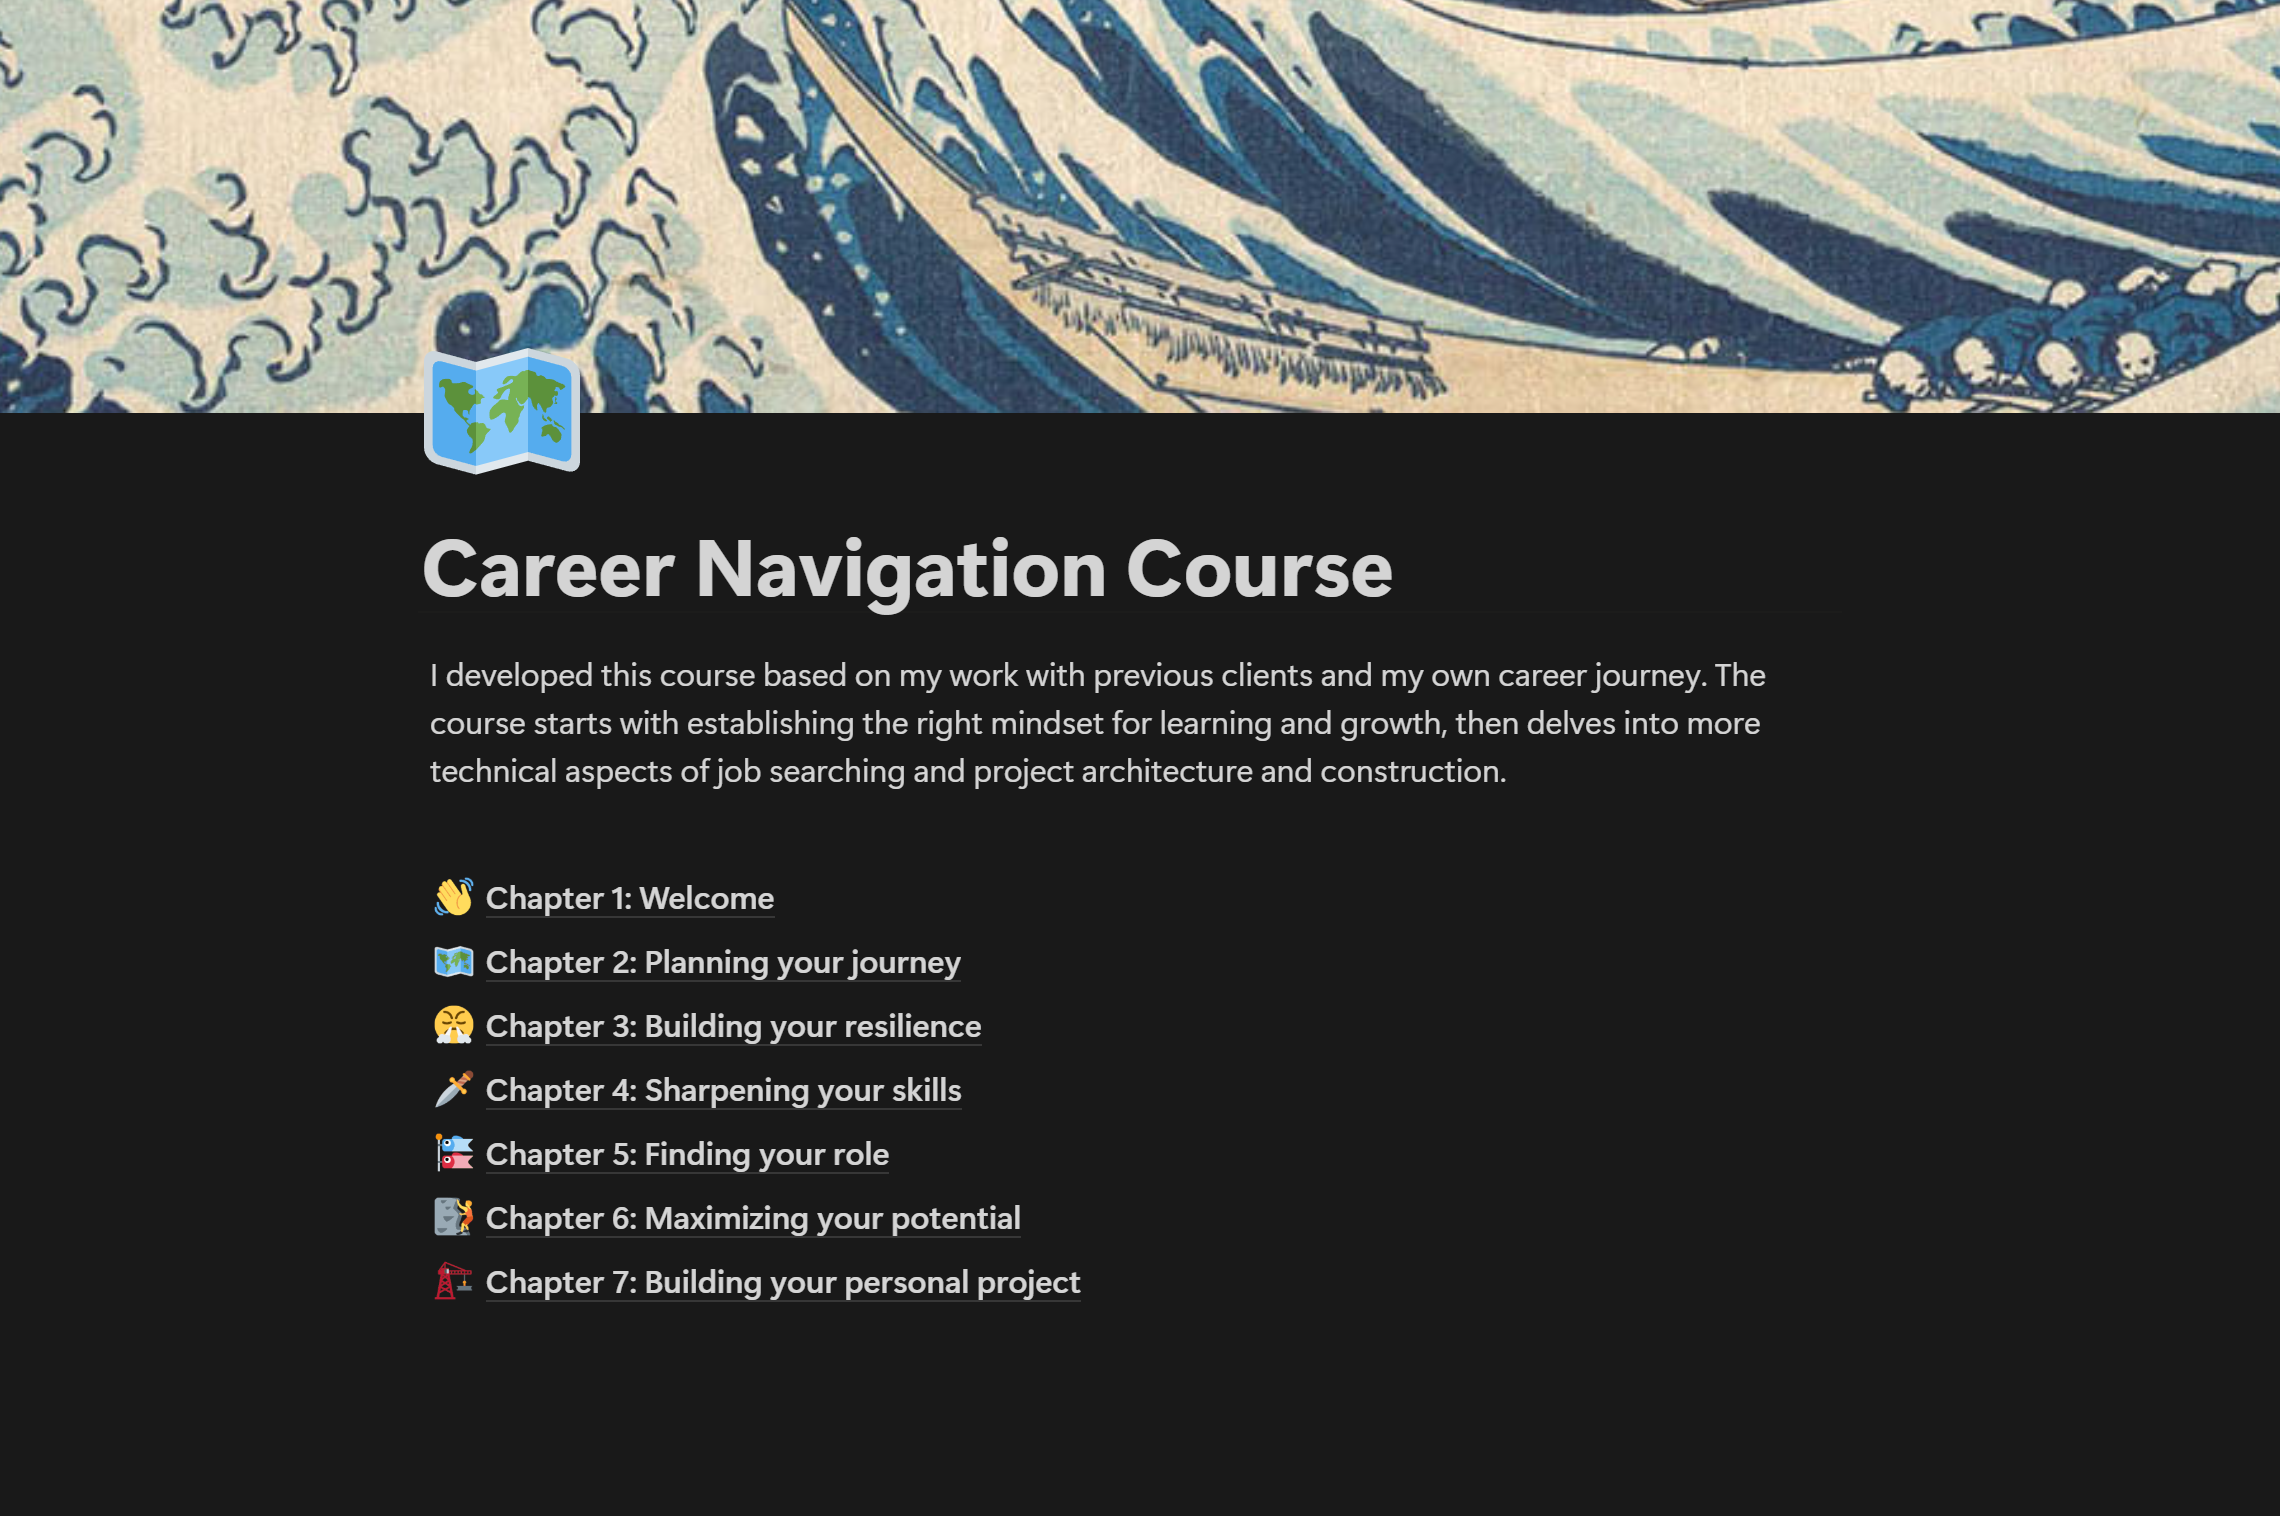 Career Navigation Course
I developed this course based on my work with previous clients and my own career journey. The
course starts with establishing the right mindset for learning and growth, then delves into more
technical aspects of job searching and project architecture and construction.
Chapter 1: Welcome
Chapter 2: Planning your journey
Chapter 3: Building your resilience
Chapter 4: Sharpening your skills
Chapter 5: Finding your role
Chapter 6: Maximizing your potential
Chapter 7: Building your personal project